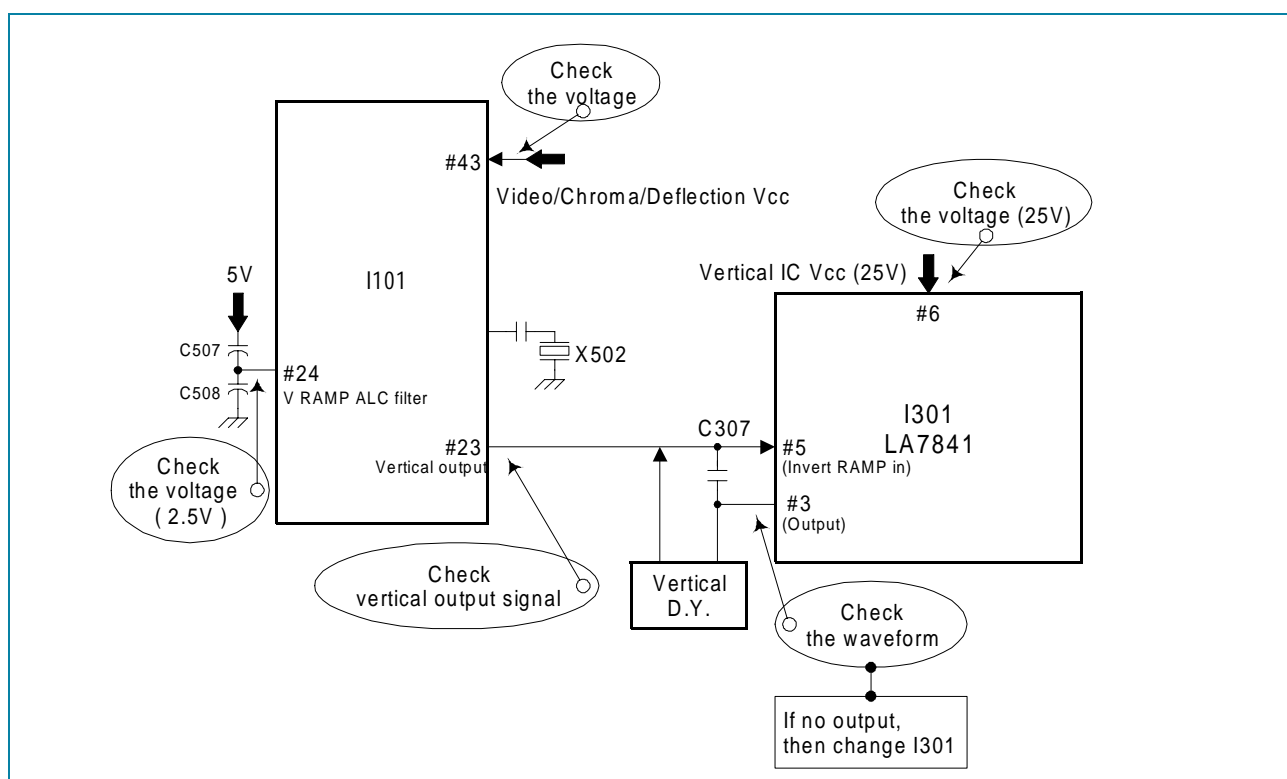 Check
the voltage
#43
Video/Chroma/Deflection Vcc
Check
the voltage (25V)
5V
I101
Vertical IC Vcc (25V)
#6
C507
X502
#24
C508
V RAMP ALC filter
C307
I301
LA7841
#23
Vertical output
#5
(Invert RAMP in)
Check
the voltage
( 2.5V )
#3
(Output)
Check
vertical output signal
Vertical
D.Y.
Check
the waveform
If no output,
then change I301